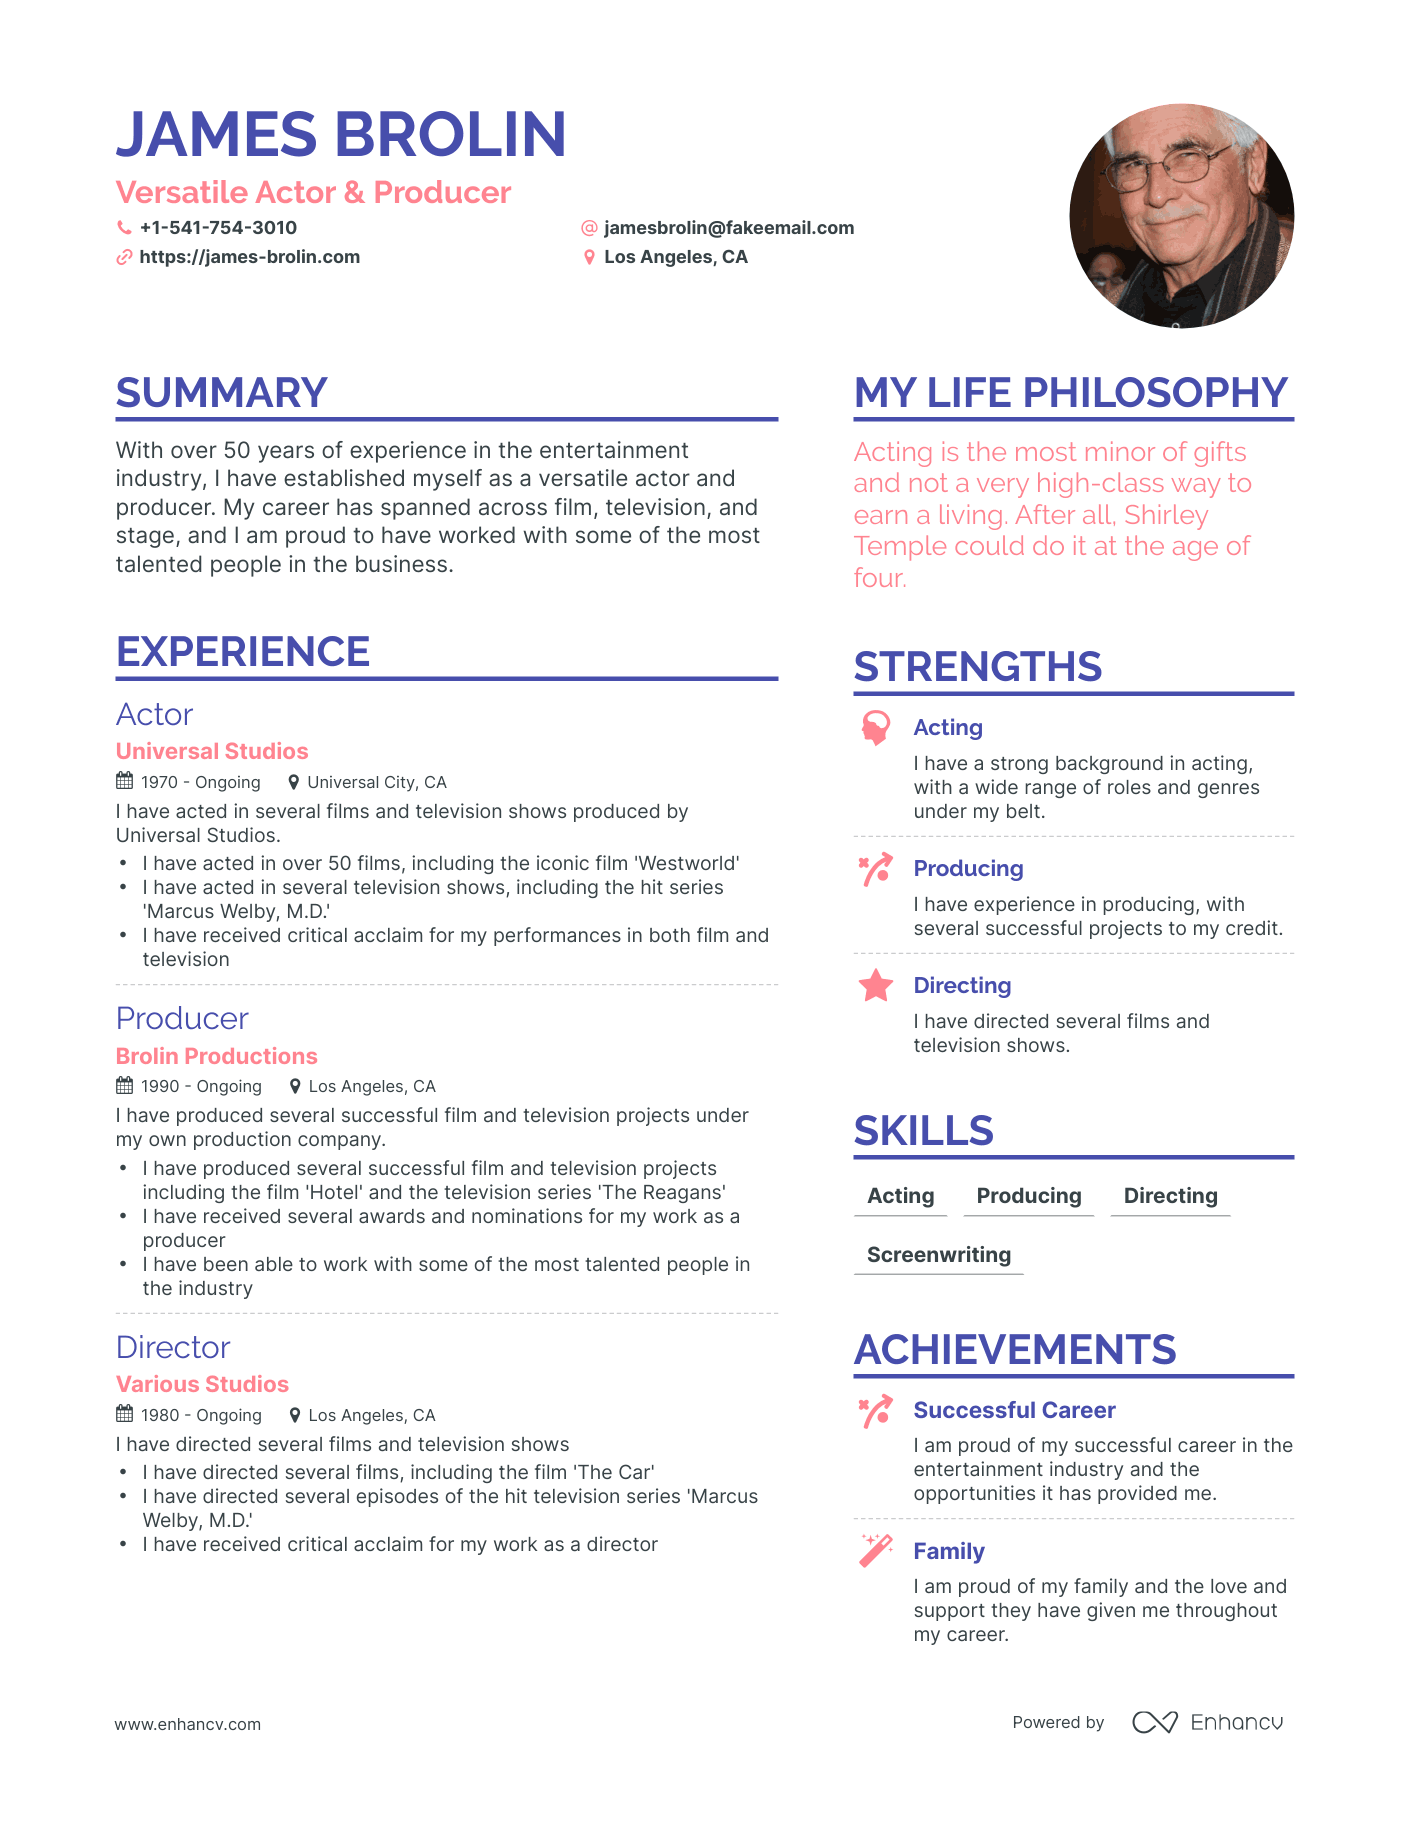 JAMES BROLIN
Versatile Actor & Producer
+1-541-754-3010
jamesbrolin@fakeemail.com
https://james-brolin.com
Los Angeles, CA
SUMMARY
With over 50 years of experience in the entertainment
industry, I have established myself as a versatile actor and
producer. My career has spanned across film, television, and
stage, and I am proud to have worked with some of the most
talented people in the business.
EXPERIENCE
Actor
Universal Studios
1970 - Ongoing
Universal City, CA
I have acted in several films and television shows produced by
Universal Studios.
• I have acted in over 50 films, including the iconic film 'Westworld'
• I have acted in several television shows, including the hit series
'Marcus Welby, M.D.'
• I have received critical acclaim for my performances in both film and
television
Producer
Brolin Productions
1990 - Ongoing
Los Angeles, CA
I have produced several successful film and television projects under
my own production company.
• I have produced several successful film and television projects
including the film 'Hotel' and the television series 'The Reagans'
• I have received several awards and nominations for my work as a
producer
• I have been able to work with some of the most talented people in
the industry
Director
Various Studios
1980 - Ongoing
Los Angeles, CA
I have directed several films and television shows
• I have directed several films, including the film 'The Car'
• I have directed several episodes of the hit television series 'Marcus
Welby, M.D.'
• I have received critical acclaim for my work as a director
MY LIFE PHILOSOPHY
Acting is the most minor of gifts
and not a very high-class way to
earn a living. After all, Shirley
Temple could do it at the age of
four.
STRENGTHS
Acting
I have a strong background in acting,
with a wide range of roles and genres
under my belt.
Producing
I have experience in producing, with
several successful projects to my credit.
Directing
I have directed several films and
television shows.
SKILLS
Acting Producing Directing
Screenwriting
ACHIEVEMENTS
Successful Career
I am proud of my successful career in the
entertainment industry and the
opportunities it has provided me.
Family
I am proud of my family and the love and
support they have given me throughout
my career.
www.enhancv.com
Powered by Enhancv